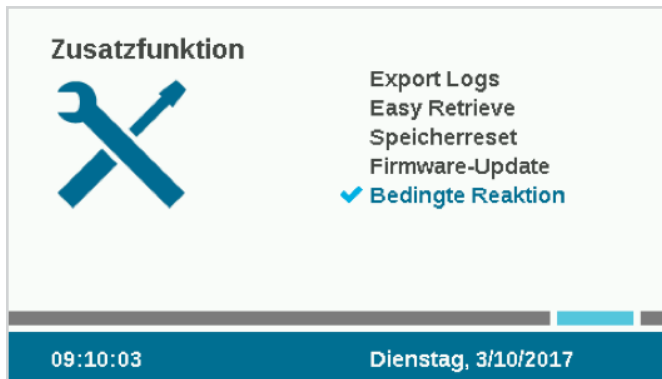 Zusatzfunktion
Export Logs
Easy Retrieve
Speicherreset
Firmware-Update
Bedingte Reaktion
09:10:03
Dienstag, 3/10/2017